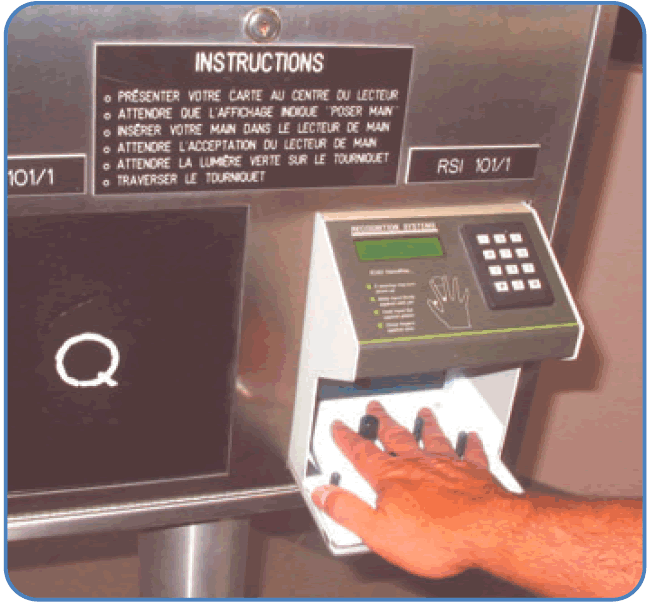 INSTRUCTIONS
o PRÉSENTER VOTRE CARTE AU CENTRE DU LECTEUR
o ATTENDRE QUE L'AFFICHAGE INDIQUE "POSER MAIN"
o INSÉRER VOTRE MAIN DANS LE LECTEUR DE MAIN
o ATTENDRE L'ACCEPTATION DU LECTEUR DE MAIN
o ATTENDRE LA LUMIÈRE VERTE SUR LE TOURNIQUET
o TRAVERSER LE TOURNIQUET
101/1
RSI 101/1
RECOGNITION SYSTEMS
Q